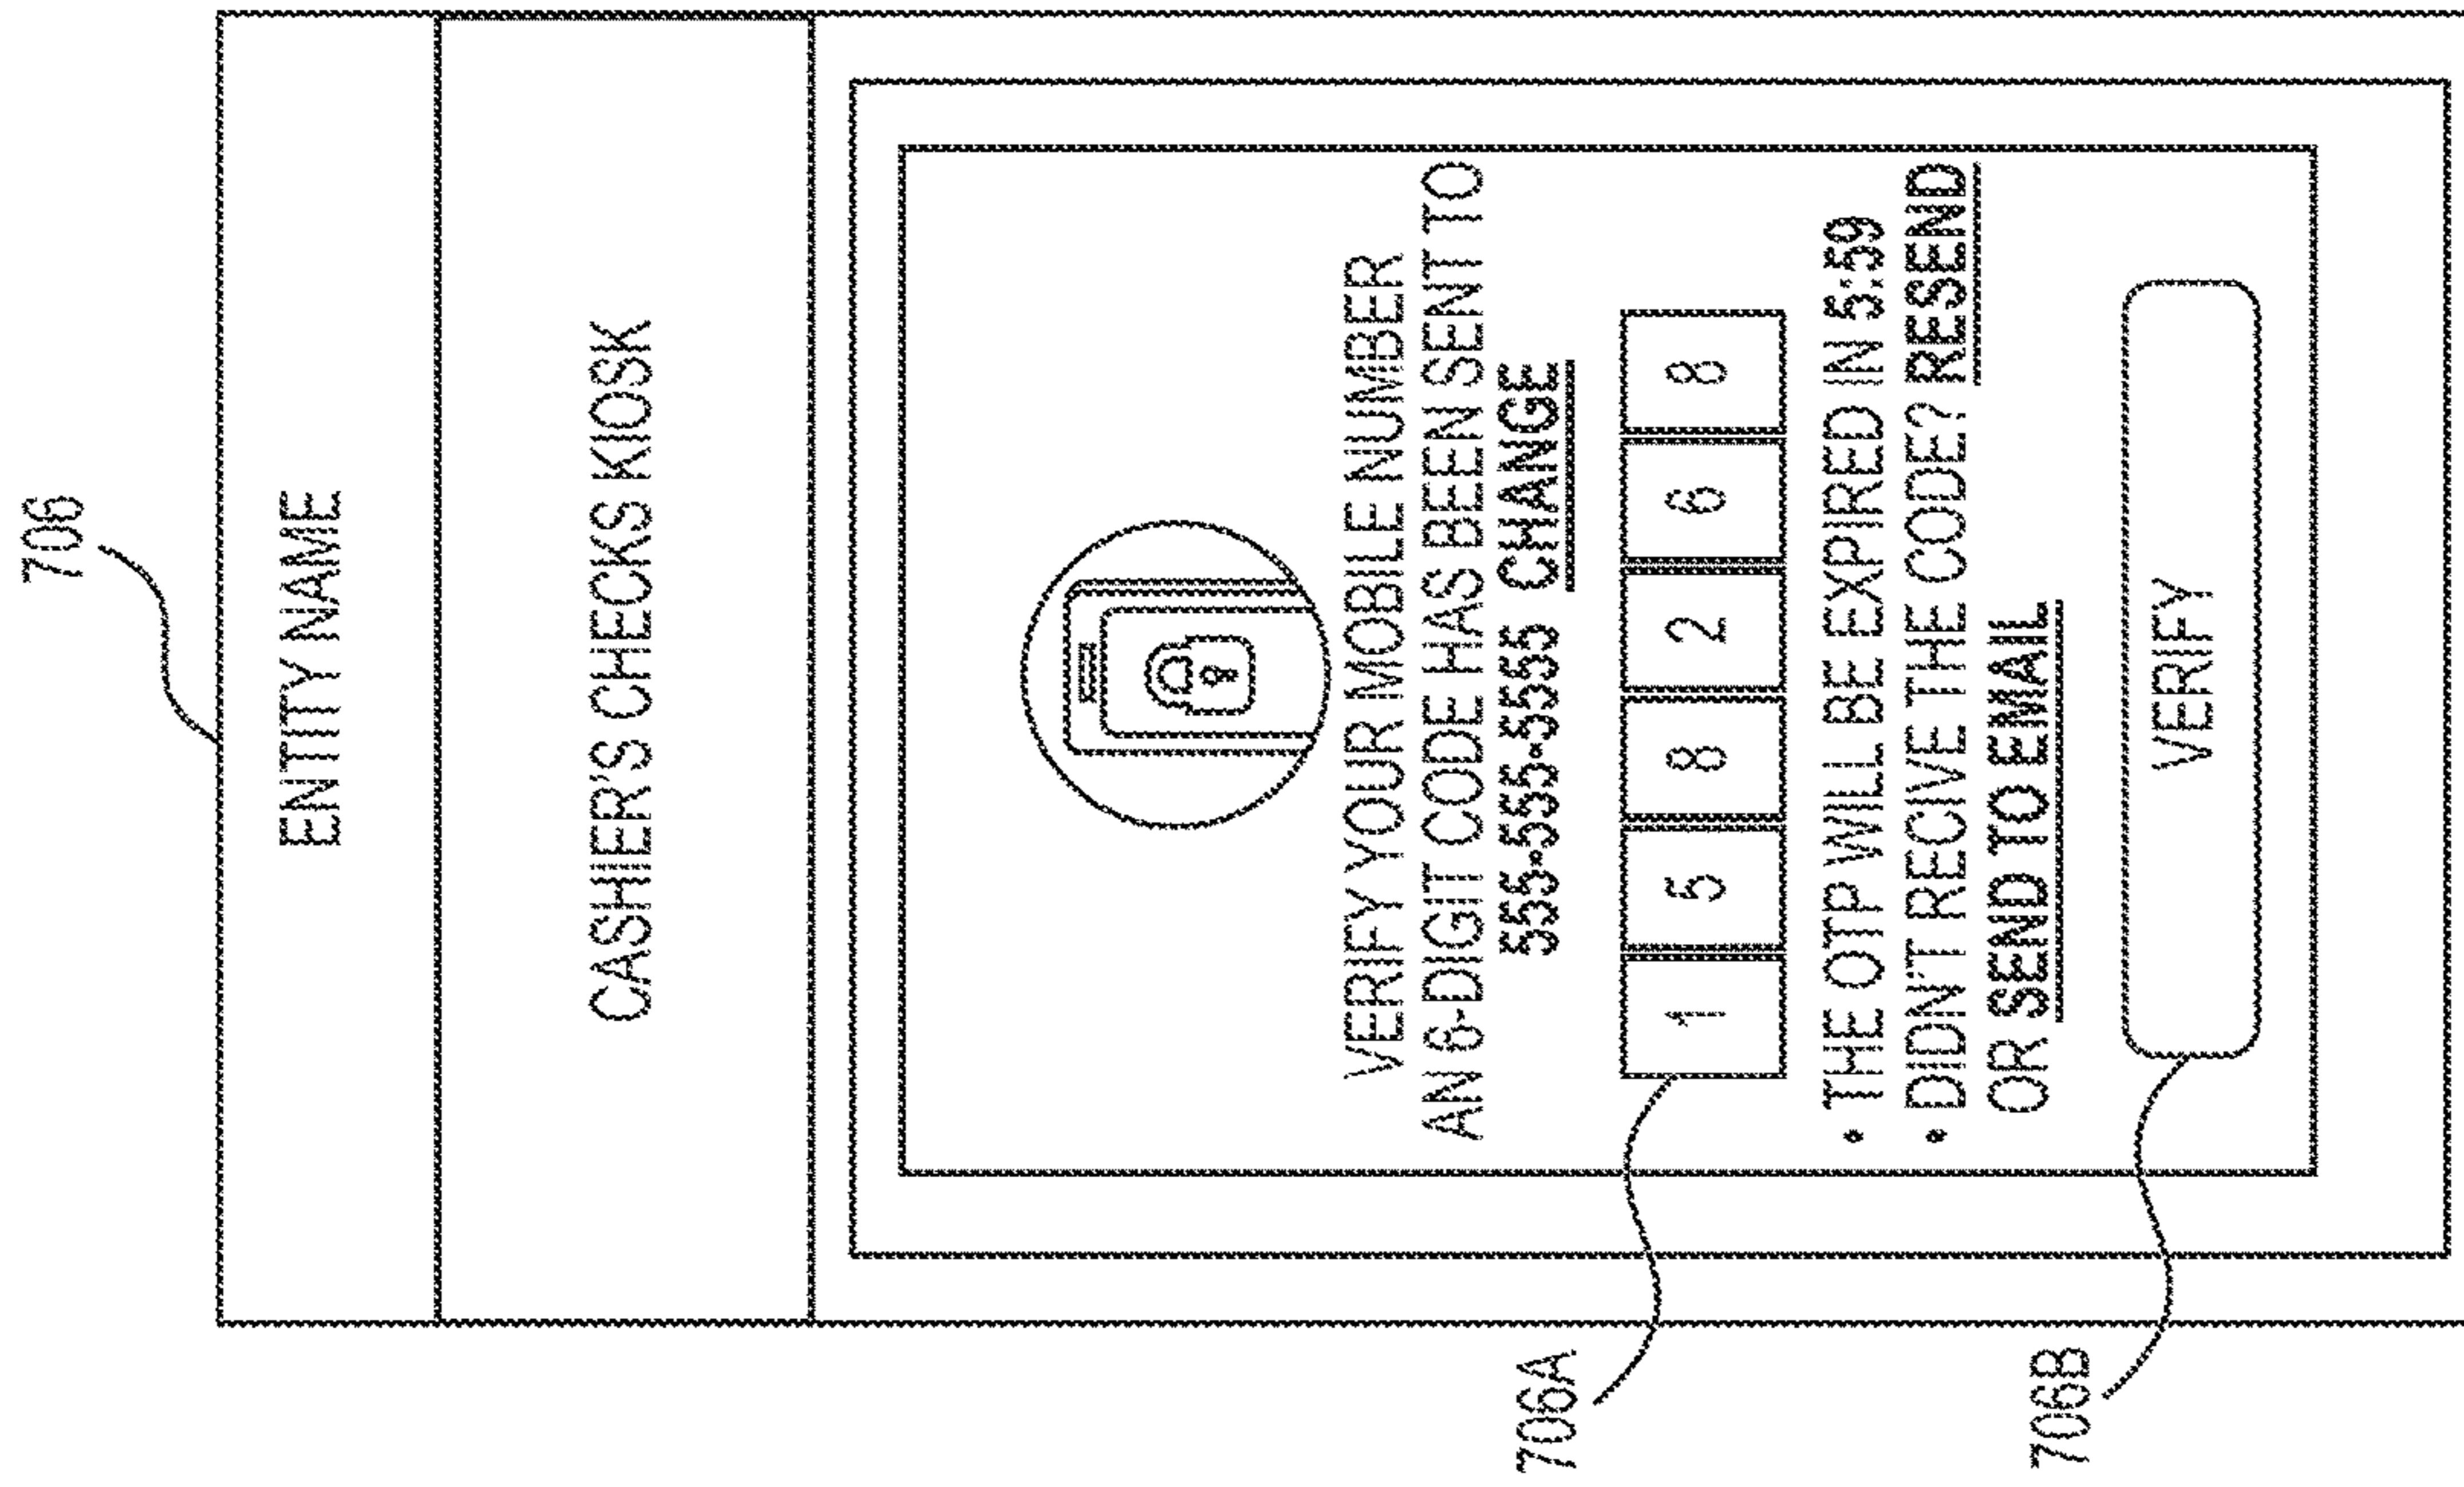 706
ENTITY NAME
CASHIER'S CHECKS KIOSK
VERIFY YOUR MOBILE NUMBER
AN 6-DIGIT CODE HAS BEEN SENT TO
555-555-5555 CHANGE
706A
1 5 8 2 6 8
• THE OTP WILL BE EXPIRED IN 5:59
• DIDN'T RECIVE THE CODE? RESEND
OR SEND TO EMAIL
706B
VERIFY